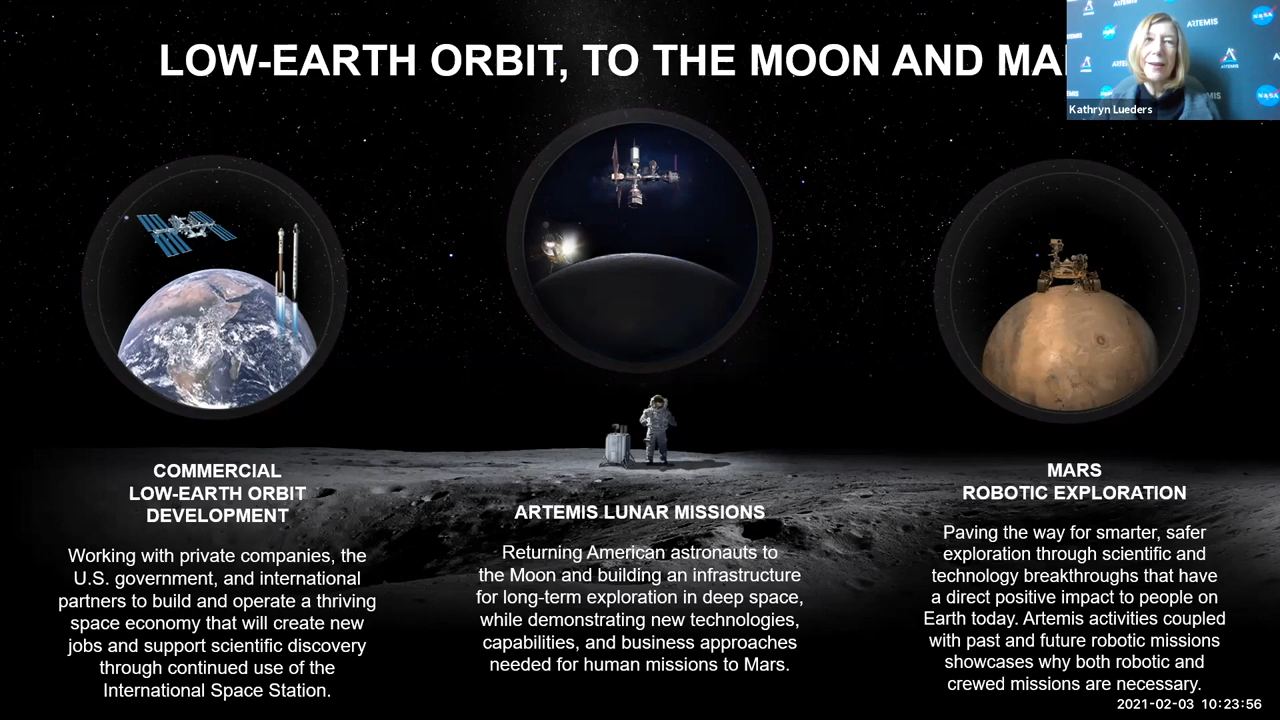 LOW-EARTH ORBIT, TO THE MOON AND MA
ARTEMIS
NASA
Kathryn Lueders
COMMERCIAL
LOW-EARTH ORBIT
DEVELOPMENT
Working with private companies, the
U.S. government, and international
partners to build and operate a thriving
space economy that will create new
jobs and support scientific discovery
through continued use of the
International Space Station.
ARTEMIS LUNAR MISSIONS
Returning American astronauts to
the Moon and building an infrastructure
for long-term exploration in deep space,
while demonstrating new technologies,
capabilities, and business approaches
needed for human missions to Mars.
MARS
ROBOTIC EXPLORATION
Paving the way for smarter, safer
exploration through scientific and
technology breakthroughs that have
a direct positive impact to people on
Earth today. Artemis activities coupled
with past and future robotic missions
showcases why both robotic and
crewed missions are necessary.
2021-02-03 10:23:56